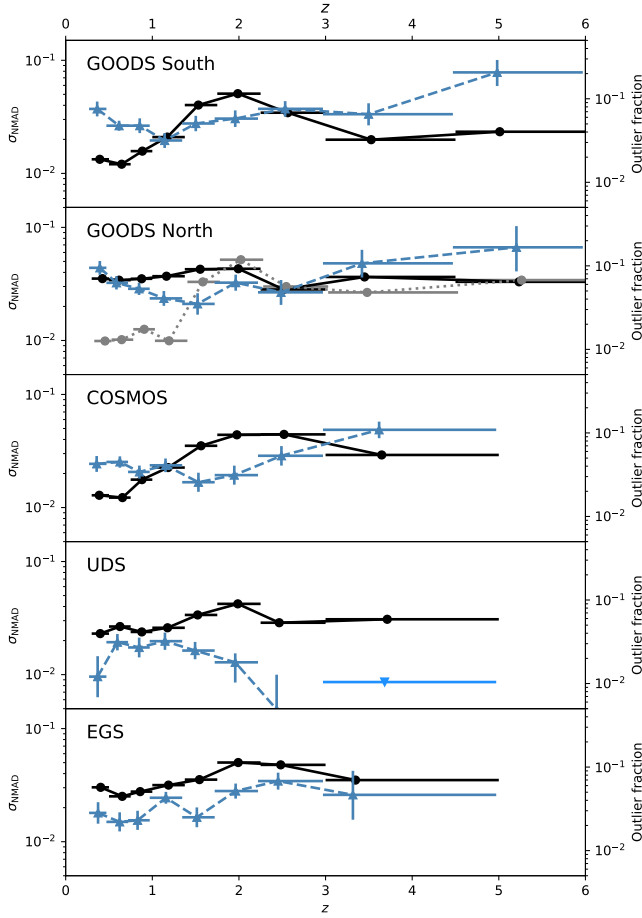 z
0 1 2 3 4 5 6
GOODS South
10⁻¹
10⁻²
σNMAD
10⁻¹
10⁻²
Outlier fraction
GOODS North
10⁻¹
10⁻²
σNMAD
10⁻¹
10⁻²
Outlier fraction
COSMOS
10⁻¹
10⁻²
σNMAD
10⁻¹
10⁻²
Outlier fraction
UDS
10⁻¹
10⁻²
σNMAD
10⁻¹
10⁻²
Outlier fraction
EGS
10⁻¹
10⁻²
σNMAD
10⁻¹
10⁻²
Outlier fraction
0 1 2 3 4 5 6
z